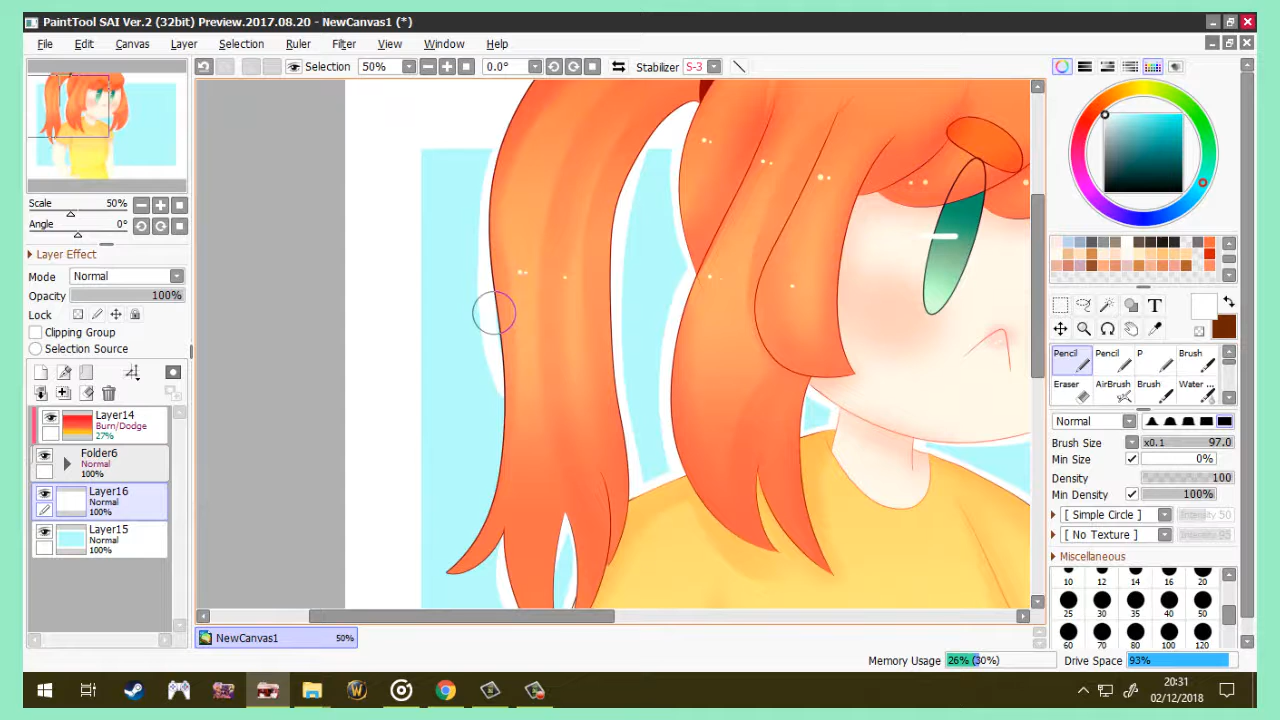 PaintTool SAI Ver.2 (32bit) Preview.2017.08.20 - NewCanvas1 (*)
File Edit Canvas Layer Selection Ruler Filter View Window Help
Selection 50% 0.0° Stabilizer S-3
Scale 50%
Angle 0°
Layer Effect
Mode Normal
Opacity 100%
Lock
Clipping Group
Selection Source
Layer14
Burn/Dodge
27%
Folder6
Normal
100%
Layer16
Normal
100%
Layer15
Normal
100%
T
Pencil Pencil P Brush
Eraser AirBrush Brush Water ...
Normal
Brush Size x0.1 97.0
Min Size 0%
Density 100
Min Density 100%
[ Simple Circle ] Intensity 50
[ No Texture ]
Miscellaneous
10 12 14 16 20
25 30 35 40 50
60 70 80 100 120
NewCanvas1 50%
Memory Usage 26% (30%) Drive Space 93%
20:31
02/12/2018